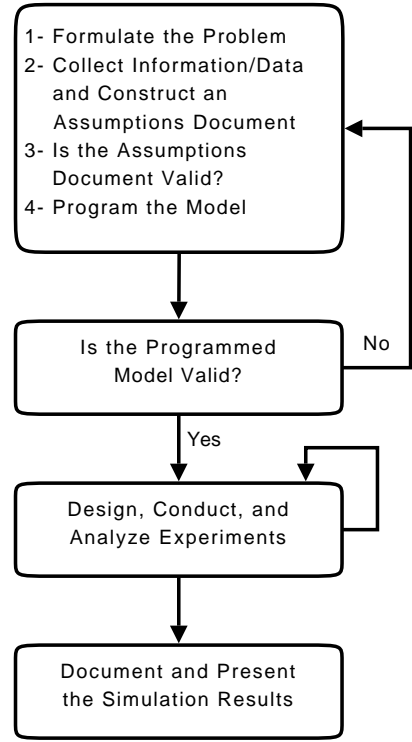 1- Formulate the Problem
2- Collect Information/Data
and Construct an
Assumptions Document
3- Is the Assumptions
Document Valid?
4- Program the Model
Is the Programmed
Model Valid?
No
Yes
Design, Conduct, and
Analyze Experiments
Document and Present
the Simulation Results